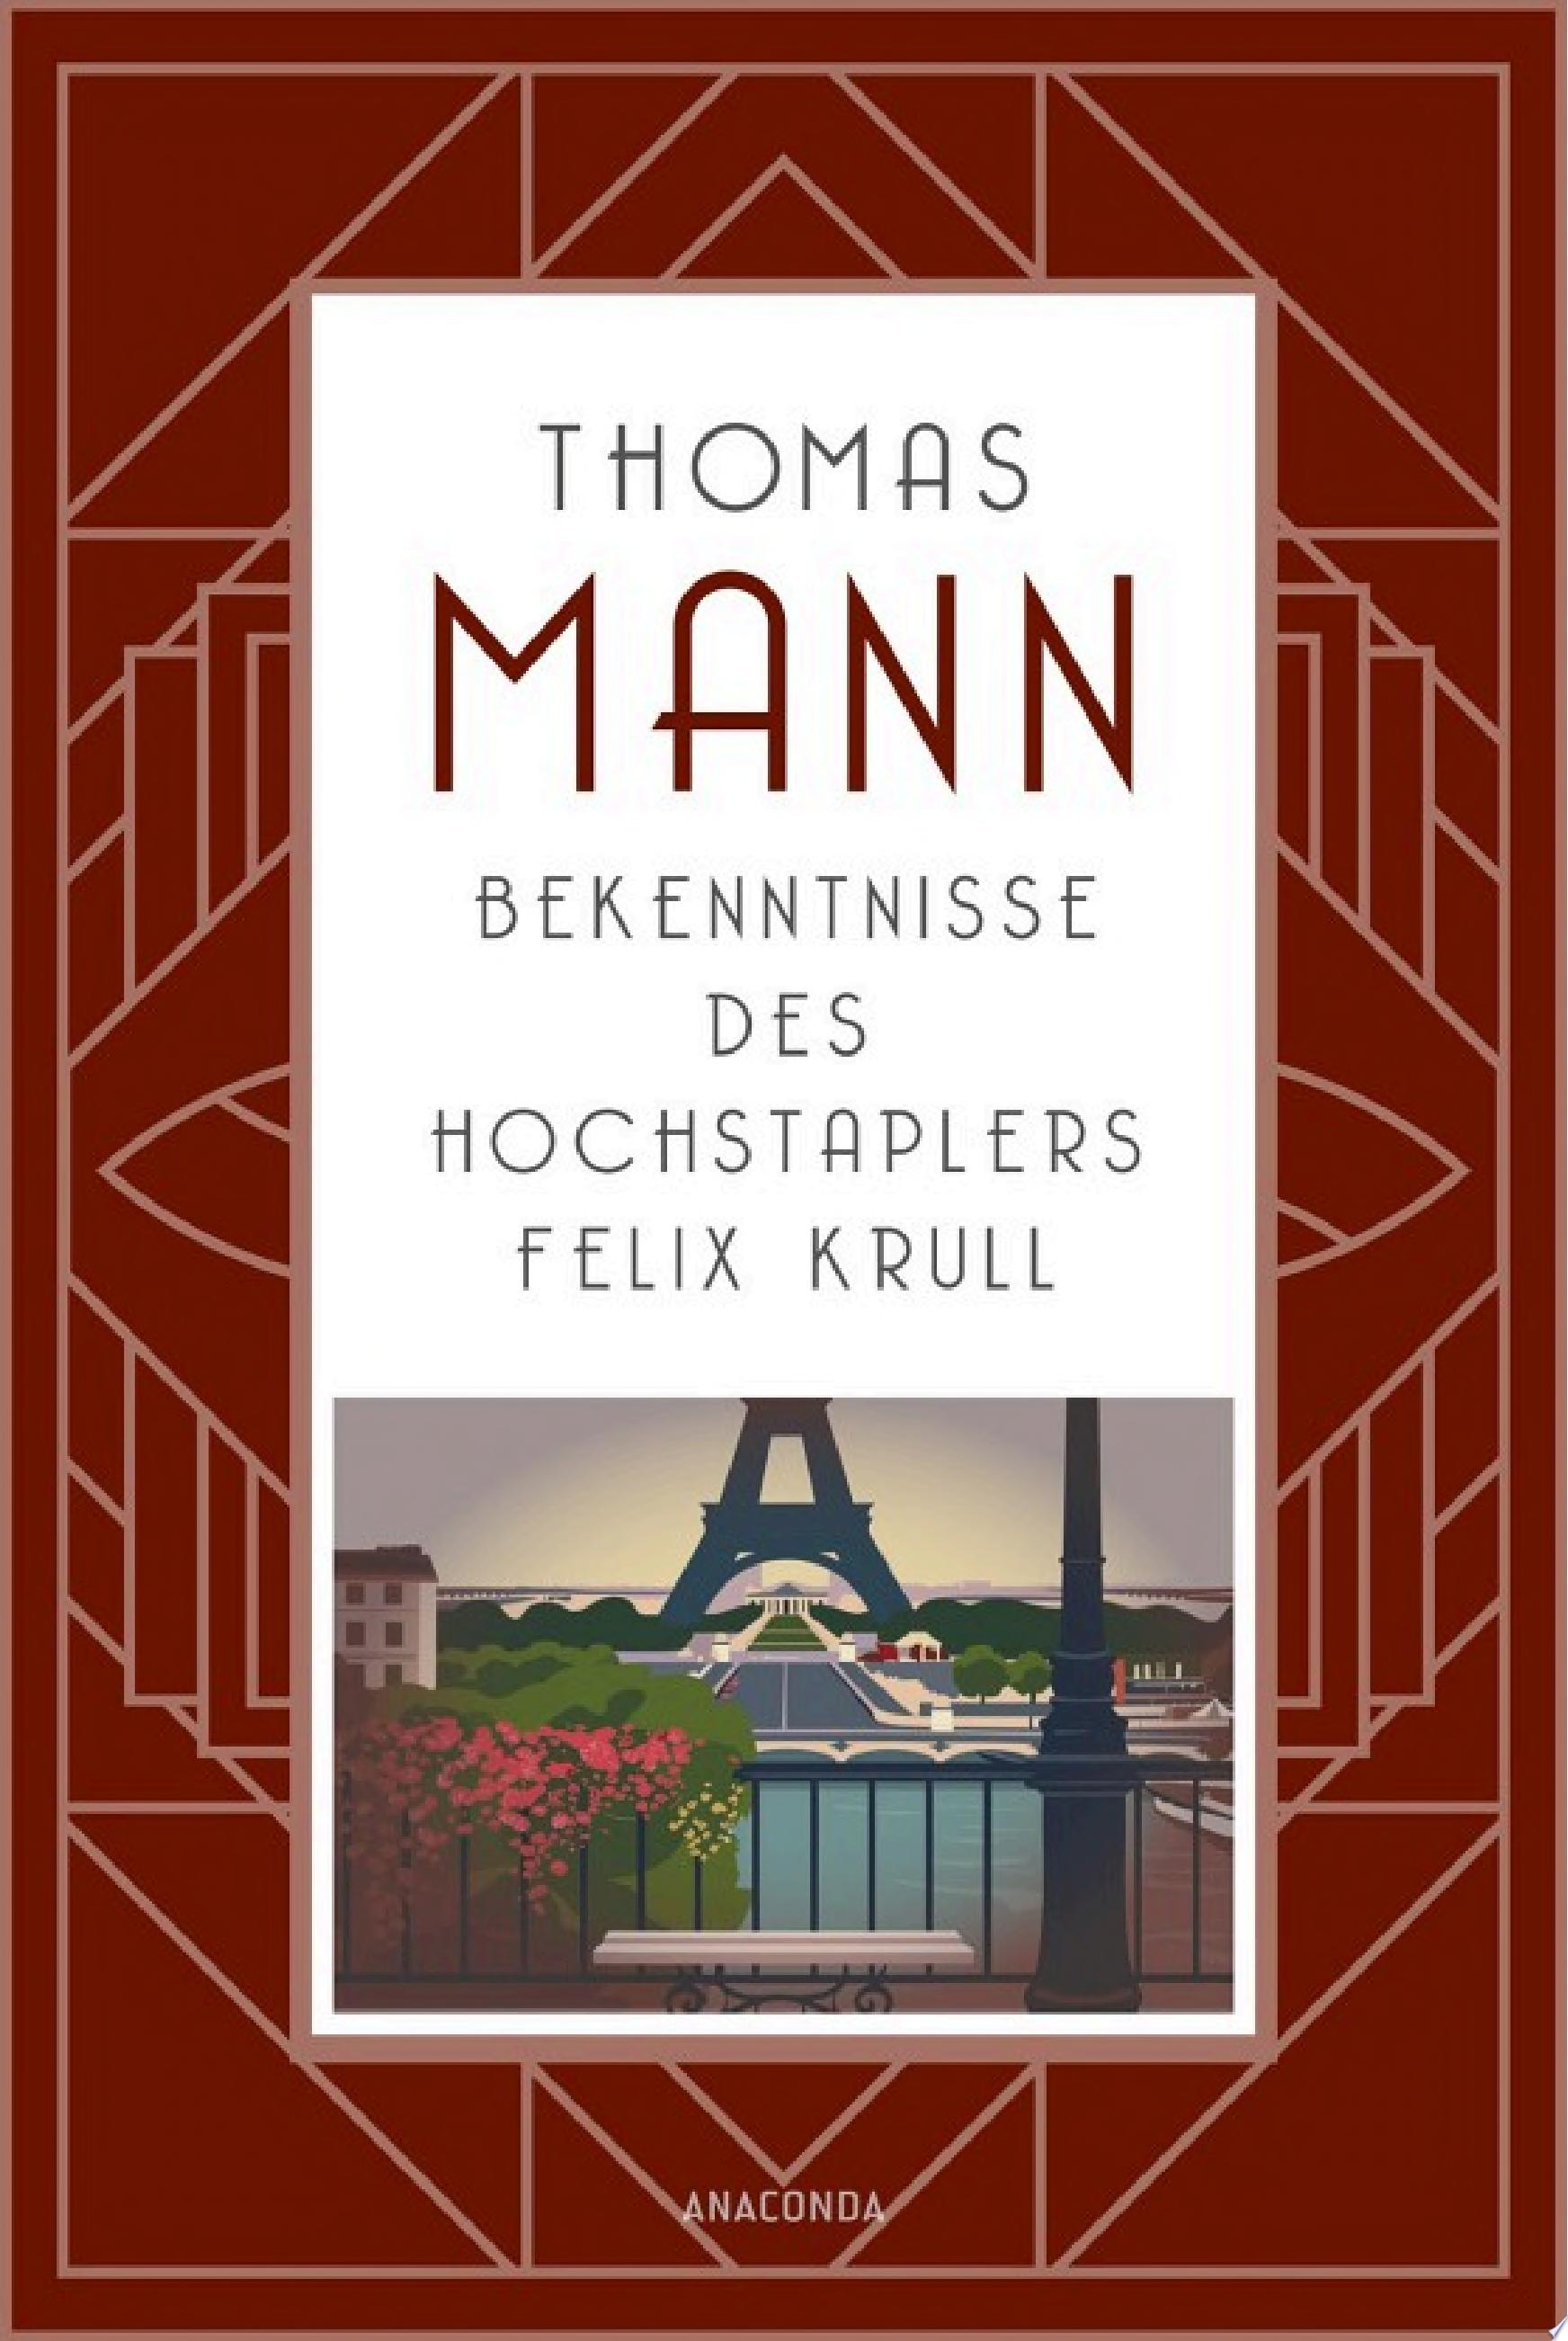 THOMAS
MANN
BEKENNTNISSE
DES
HOCHSTAPLERS
FELIX KRULL
ANACONDA